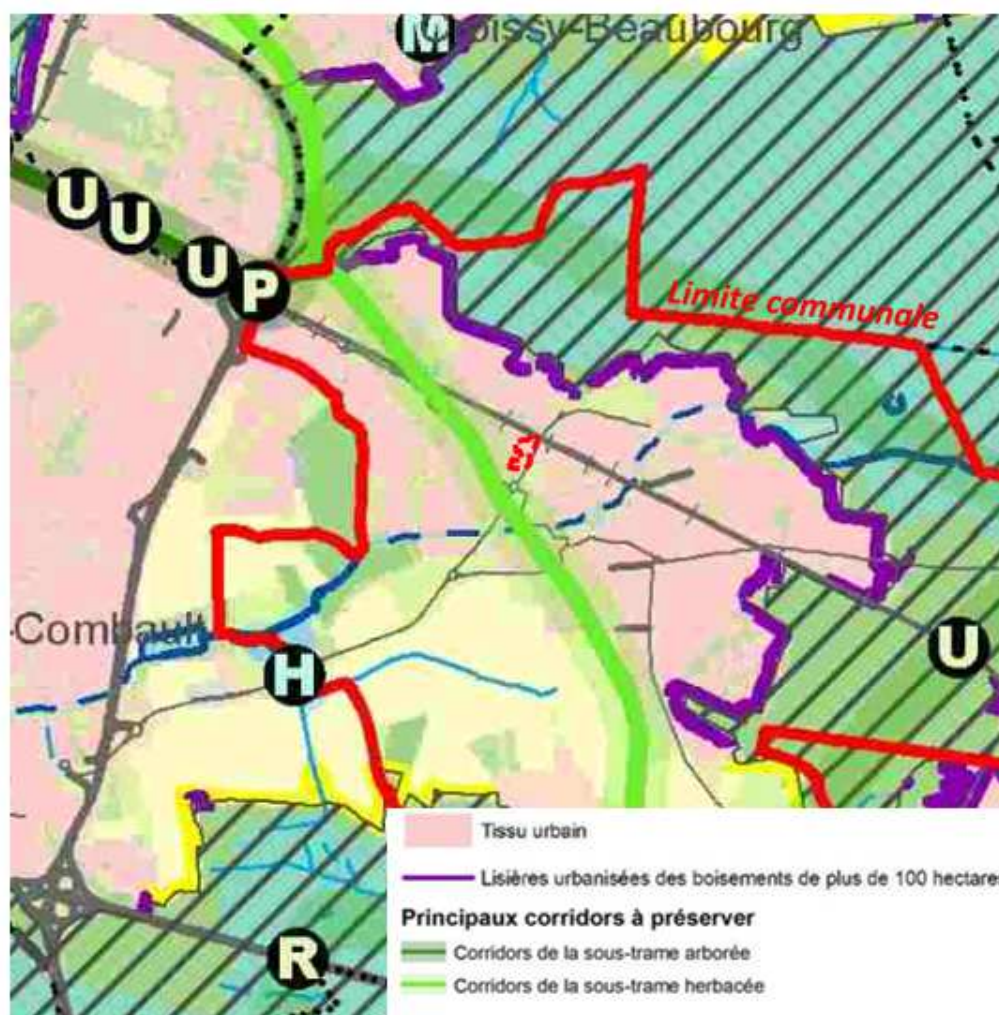 M
oissy-Beaubourg
U
U
U
P
Limite communale
Combault
H
U
R
Tissu urbain
Lisières urbanisées des boisements de plus de 100 hectares
Principaux corridors à préserver
Corridors de la sous-trame arborée
Corridors de la sous-trame herbacée